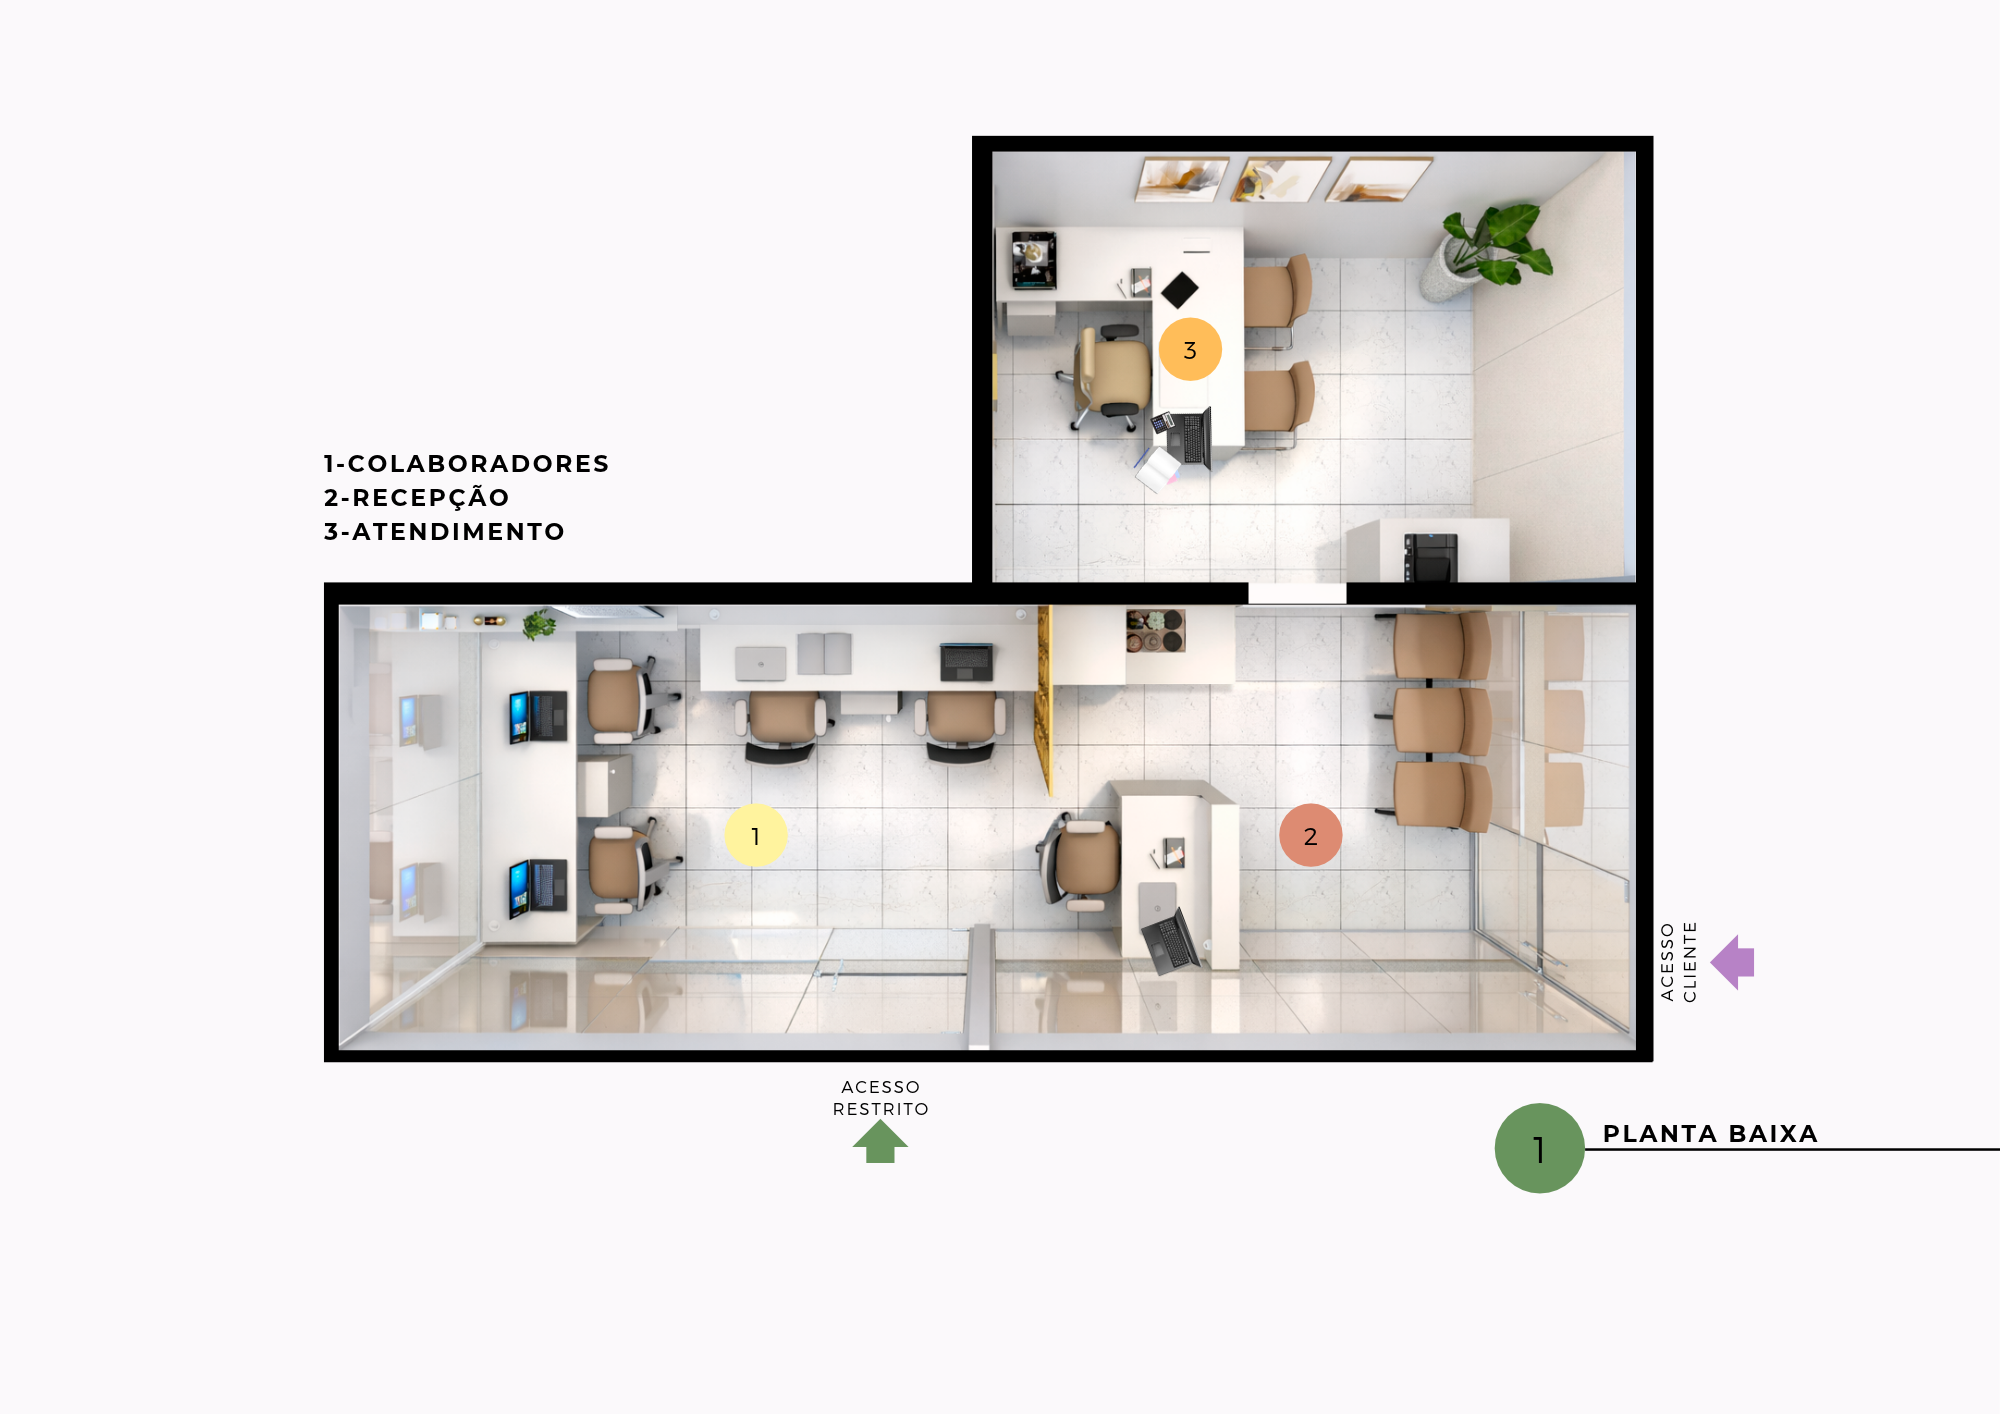 1-COLABORADORES
2-RECEPÇÃO
3-ATENDIMENTO
3
1
2
ACESSO
CLIENTE
ACESSO
RESTRITO
1
PLANTA BAIXA